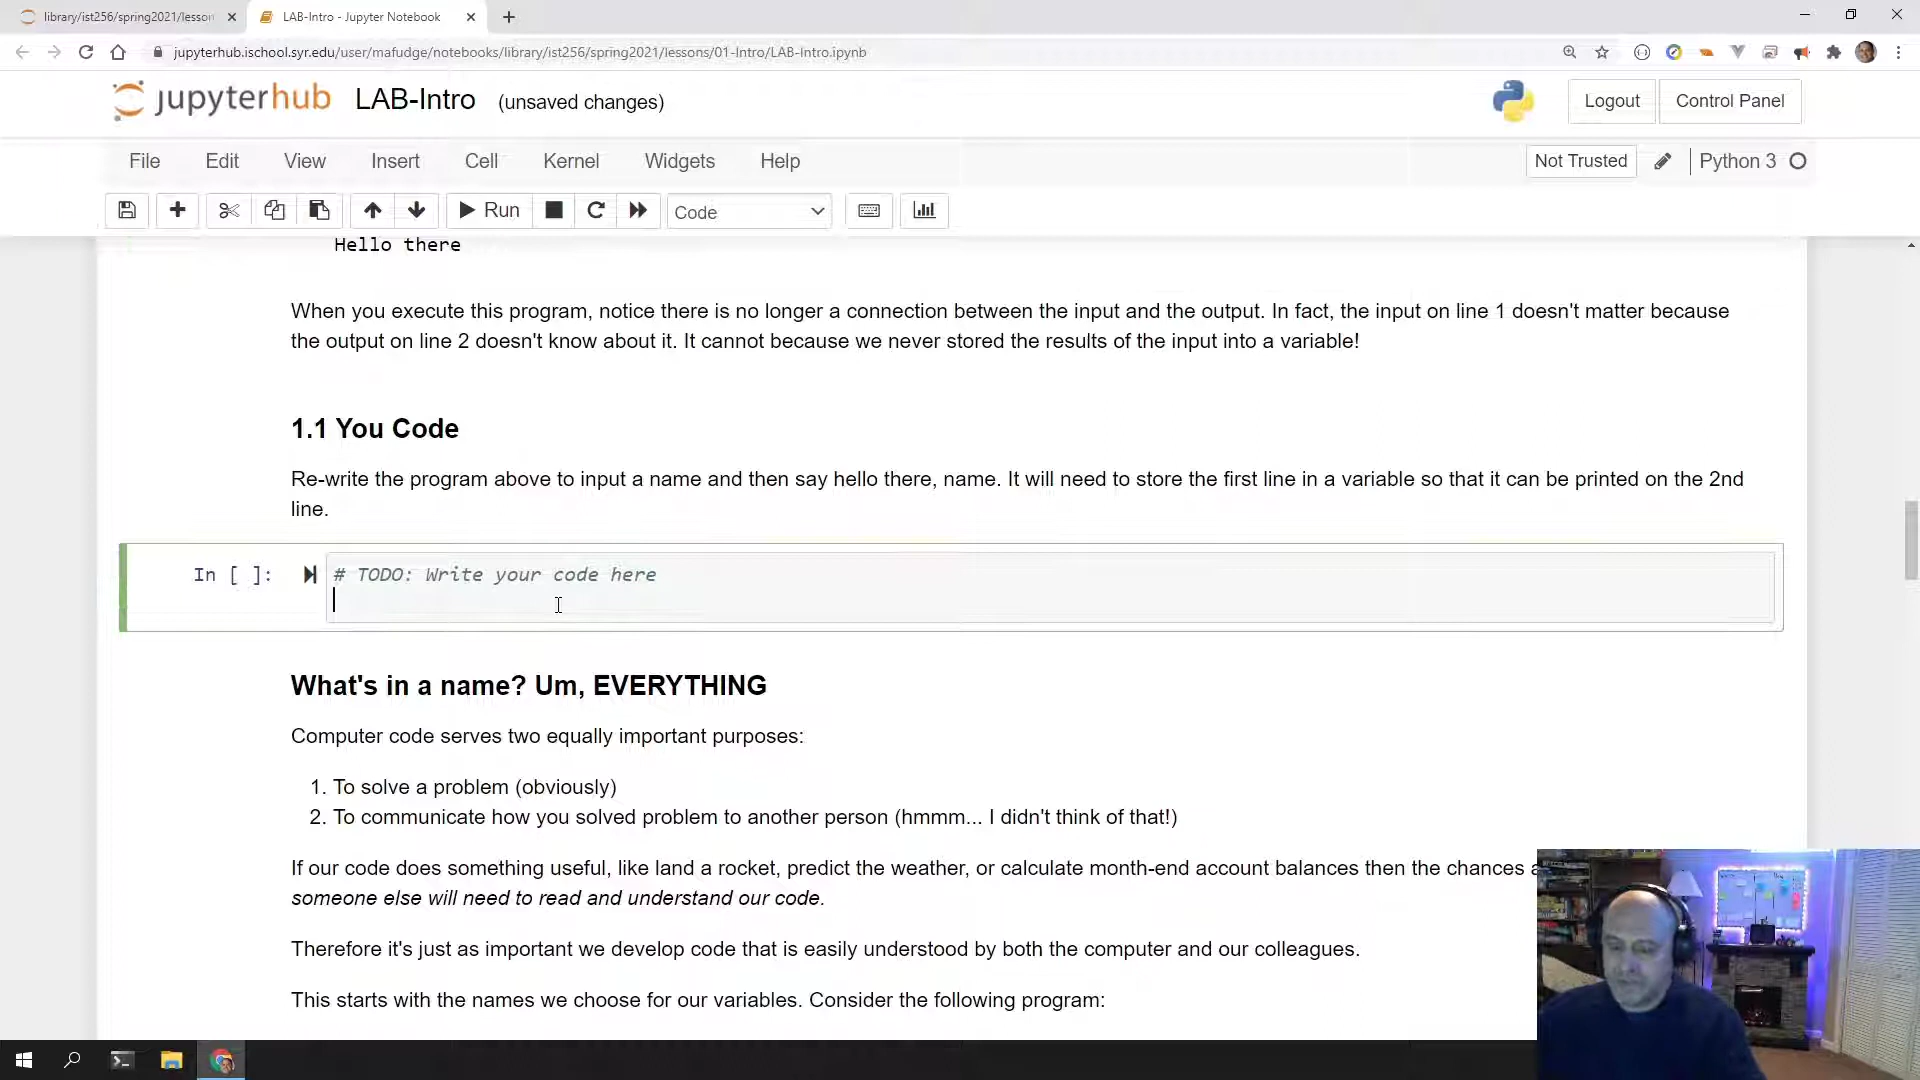 library/ist256/spring2021/lesson
LAB-Intro - Jupyter Notebook
jupyterhub.ischool.syr.edu/user/mafudge/notebooks/library/ist256/spring2021/lessons/01-Intro/LAB-Intro.ipynb
jupyterhub LAB-Intro (unsaved changes)
Logout
Control Panel
File Edit View Insert Cell Kernel Widgets Help
Not Trusted
Python 3
Run
Code
Hello there
When you execute this program, notice there is no longer a connection between the input and the output. In fact, the input on line 1 doesn't matter because
the output on line 2 doesn't know about it. It cannot because we never stored the results of the input into a variable!
1.1 You Code
Re-write the program above to input a name and then say hello there, name. It will need to store the first line in a variable so that it can be printed on the 2nd
line.
In [ ]: # TODO: Write your code here
What's in a name? Um, EVERYTHING
Computer code serves two equally important purposes:
1. To solve a problem (obviously)
2. To communicate how you solved problem to another person (hmmm... I didn't think of that!)
If our code does something useful, like land a rocket, predict the weather, or calculate month-end account balances then the chances a
someone else will need to read and understand our code.
Therefore it's just as important we develop code that is easily understood by both the computer and our colleagues.
This starts with the names we choose for our variables. Consider the following program: